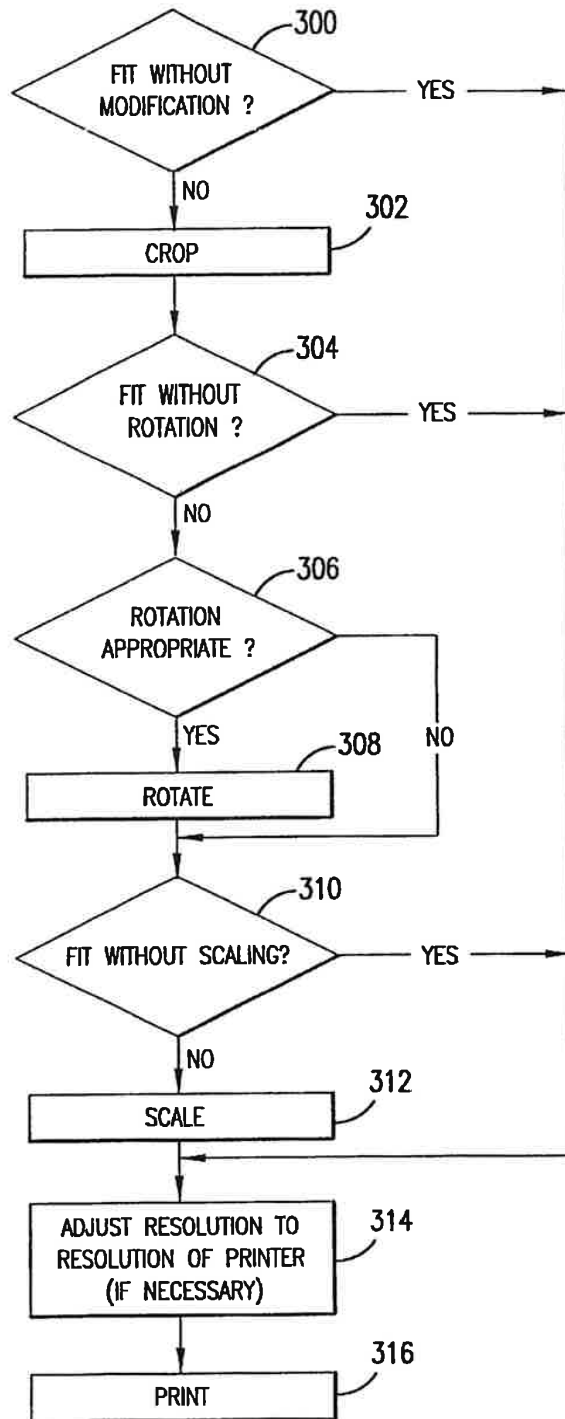 300
FIT WITHOUT
MODIFICATION ?
YES
NO
302
CROP
304
FIT WITHOUT
ROTATION ?
YES
NO
306
ROTATION
APPROPRIATE ?
YES
NO
308
ROTATE
310
FIT WITHOUT SCALING?
YES
NO
312
SCALE
314
ADJUST RESOLUTION TO
RESOLUTION OF PRINTER
(IF NECESSARY)
316
PRINT